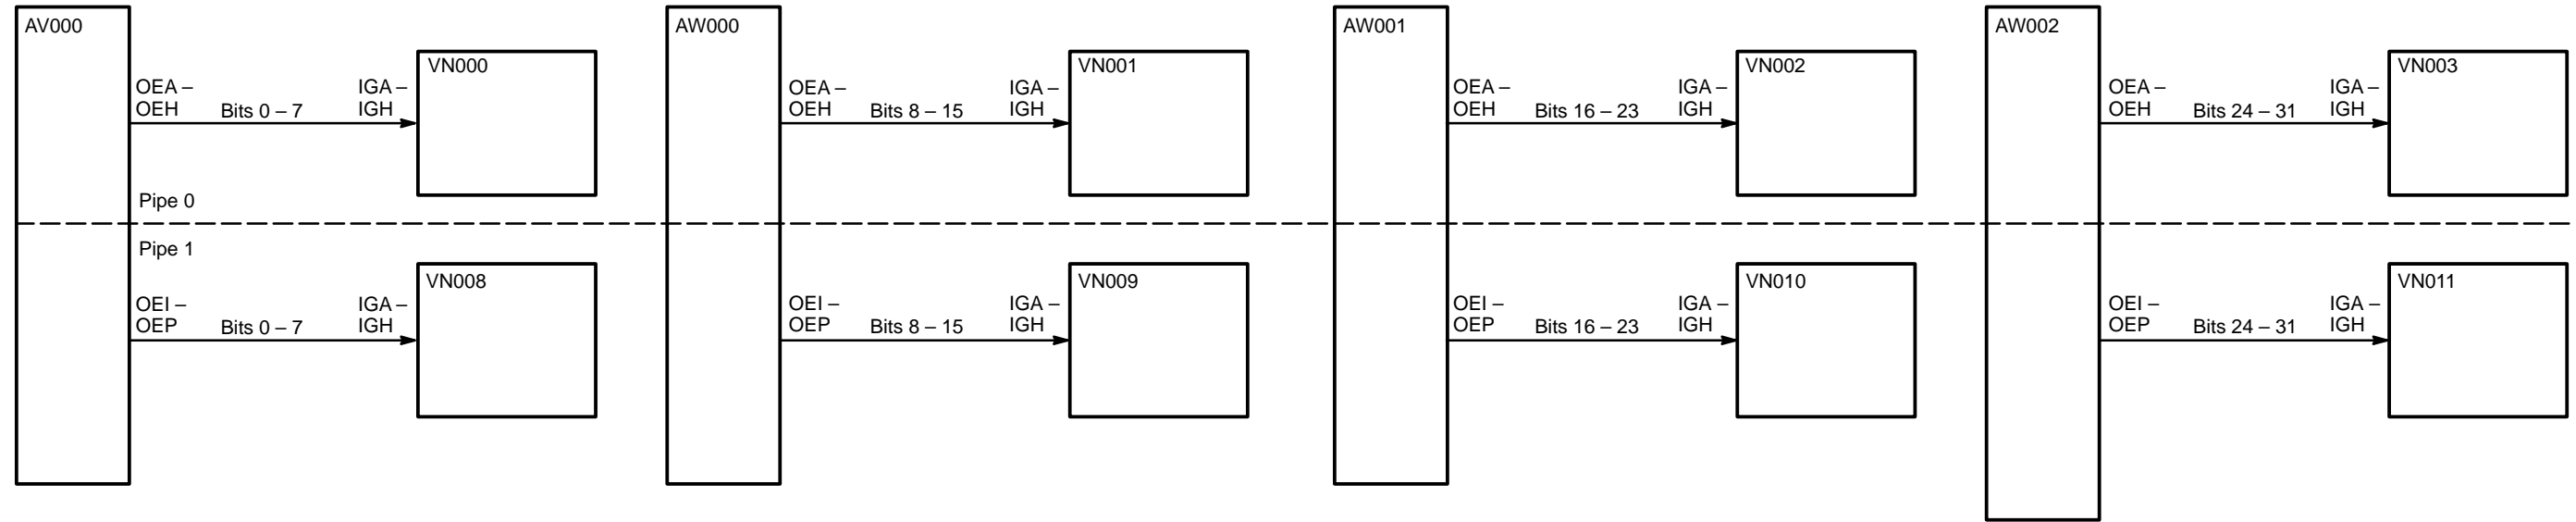 AV000
OEA –
OEH
Bits 0 – 7
IGA –
IGH
VN000
Pipe 0
Pipe 1
OEI –
OEP
Bits 0 – 7
IGA –
IGH
VN008
AW000
OEA –
OEH
Bits 8 – 15
IGA –
IGH
VN001
OEI –
OEP
Bits 8 – 15
IGA –
IGH
VN009
AW001
OEA –
OEH
Bits 16 – 23
IGA –
IGH
VN002
OEI –
OEP
Bits 16 – 23
IGA –
IGH
VN010
AW002
OEA –
OEH
Bits 24 – 31
IGA –
IGH
VN003
OEI –
OEP
Bits 24 – 31
IGA –
IGH
VN011